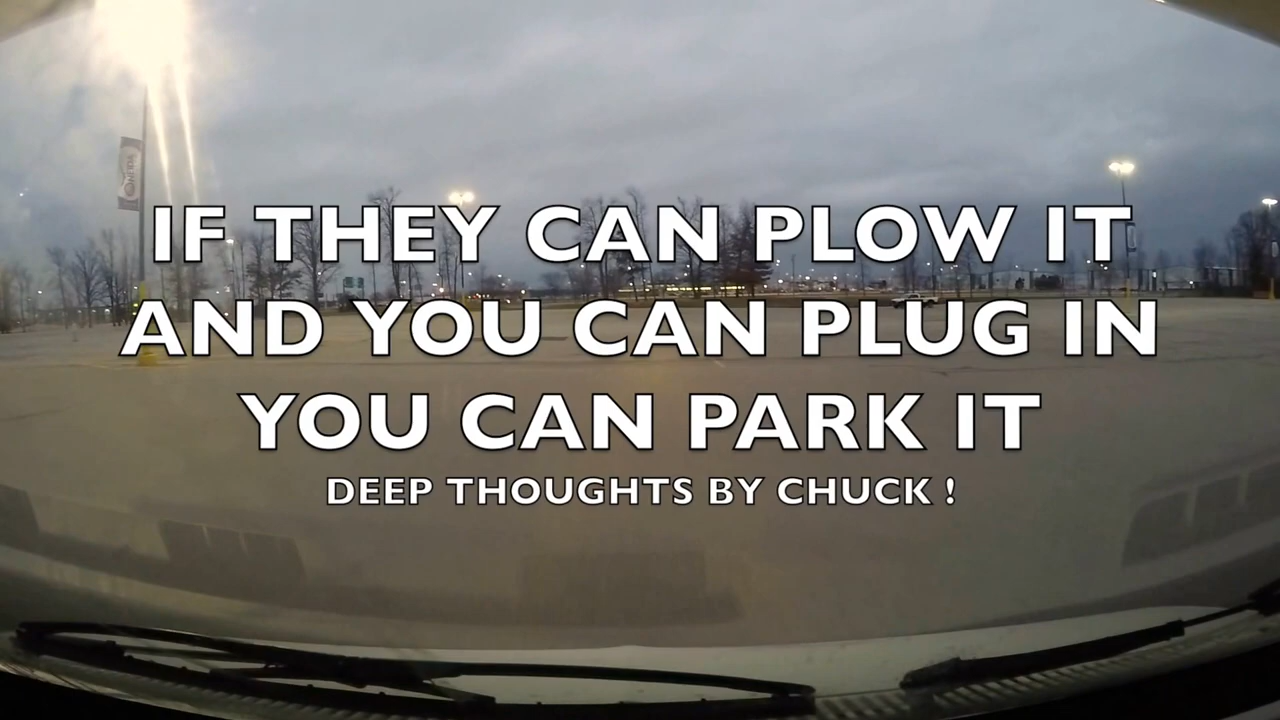 IF THEY CAN PLOW IT
AND YOU CAN PLUG IN
YOU CAN PARK IT
DEEP THOUGHTS BY CHUCK !